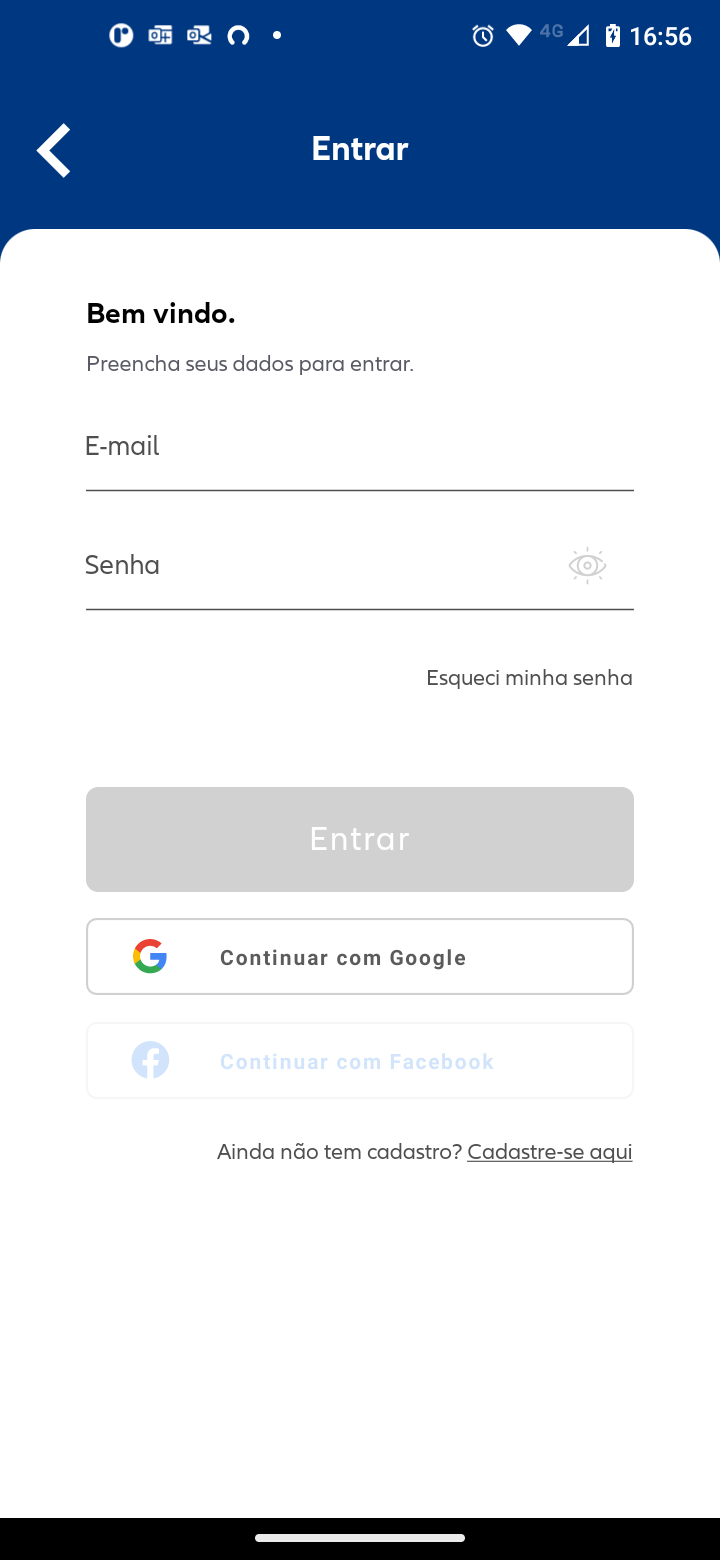 4G 16:56
Entrar
Bem vindo.
Preencha seus dados para entrar.
E-mail
Senha
Esqueci minha senha
Entrar
Continuar com Google
Continuar com Facebook
Ainda não tem cadastro? Cadastre-se aqui